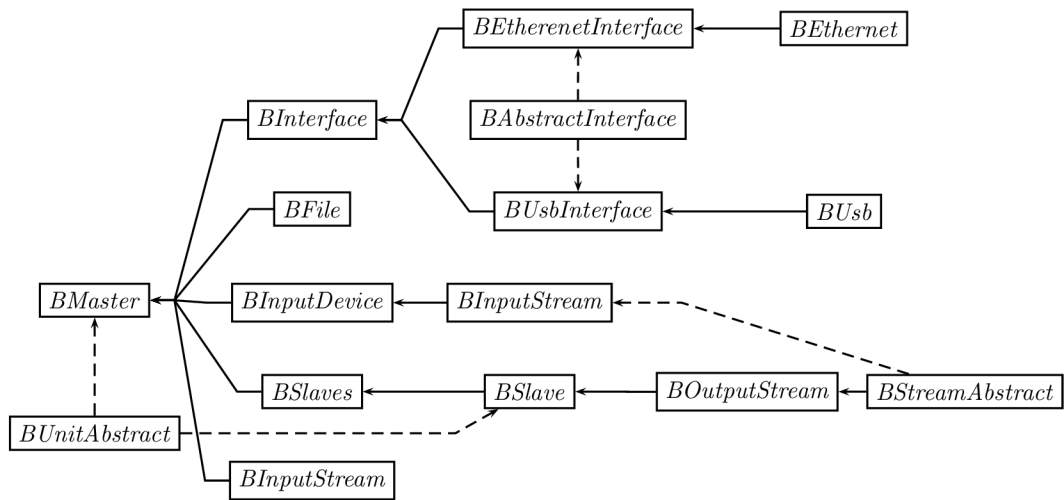 BEtherenetInterface
BEthernet
BInterface
BAbstractInterface
BFile
BUsbInterface
BUsb
BMaster
BInputDevice
BInputStream
BSlaves
BSlave
BOutputStream
BStreamAbstract
BUnitAbstract
BInputStream